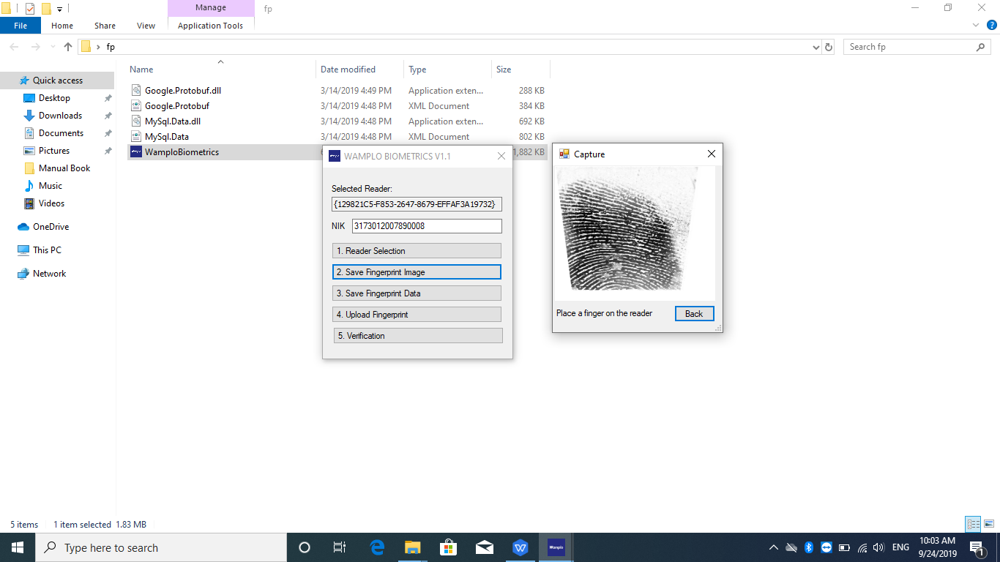 Manage
fp
File
Home
Share
View
Application Tools
fp
Search fp
Name
Date modified
Type
Size
Quick access
Desktop
Downloads
Documents
Pictures
Manual Book
Music
Videos
OneDrive
This PC
Network
Google.Protobuf.dll 3/14/2019 4:49 PM Application exten... 288 KB
Google.Protobuf 3/14/2019 4:48 PM XML Document 384 KB
MySql.Data.dll 3/14/2019 4:48 PM Application exten... 692 KB
MySql.Data 3/14/2019 4:48 PM XML Document 802 KB
WamploBiometrics 1,882 KB
WAMPLO BIOMETRICS V1.1
Selected Reader:
{129821C5-F853-2647-8679-EFFAF3A19732}
NIK 3173012007890008
1. Reader Selection
2. Save Fingerprint Image
3. Save Fingerprint Data
4. Upload Fingerprint
5. Verification
Capture
Place a finger on the reader
Back
5 items 1 item selected 1.83 MB
Type here to search
Wamplo
ENG
10:03 AM
9/24/2019
1